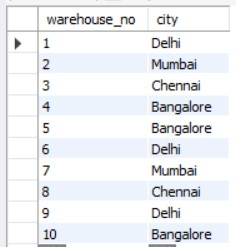 warehouse_no city
1 Delhi
2 Mumbai
3 Chennai
4 Bangalore
5 Bangalore
6 Delhi
7 Mumbai
8 Chennai
9 Delhi
10 Bangalore